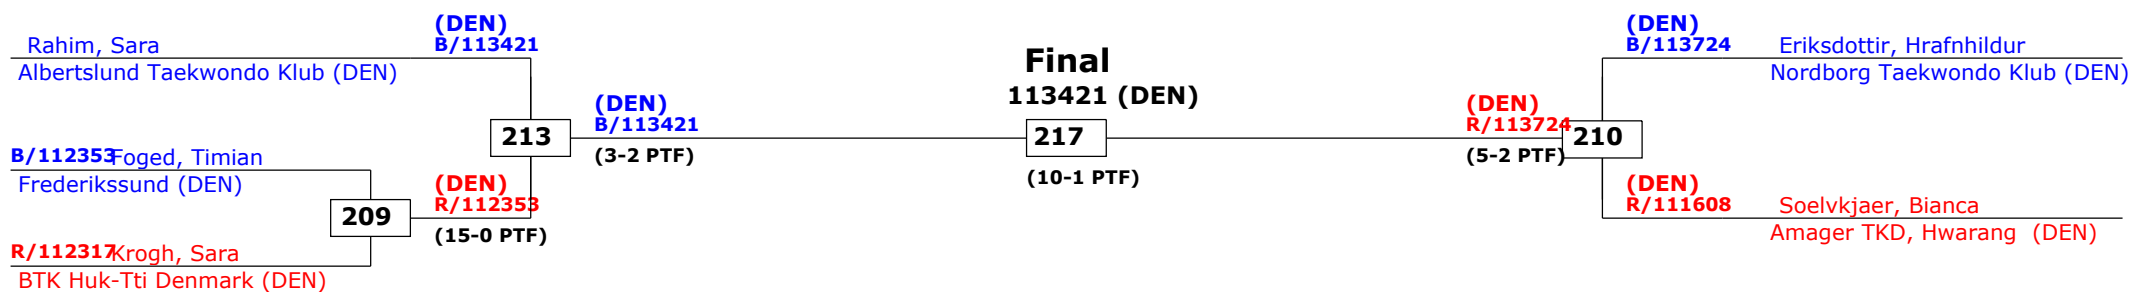 (DEN)
B/113421
Rahim, Sara
Albertslund Taekwondo Klub (DEN)
213
(DEN)
B/113421
(3-2 PTF)
B/112353 Foged, Timian
Frederikssund (DEN)
209
(DEN)
R/112353
(15-0 PTF)
R/112317 Krogh, Sara
BTK Huk-Tti Denmark (DEN)
Final
113421 (DEN)
217
(10-1 PTF)
(DEN)
R/113724
(5-2 PTF)
210
(DEN)
B/113724
Eriksdottir, Hrafnhildur
Nordborg Taekwondo Klub (DEN)
(DEN)
R/111608
Soelvkjaer, Bianca
Amager TKD, Hwarang (DEN)